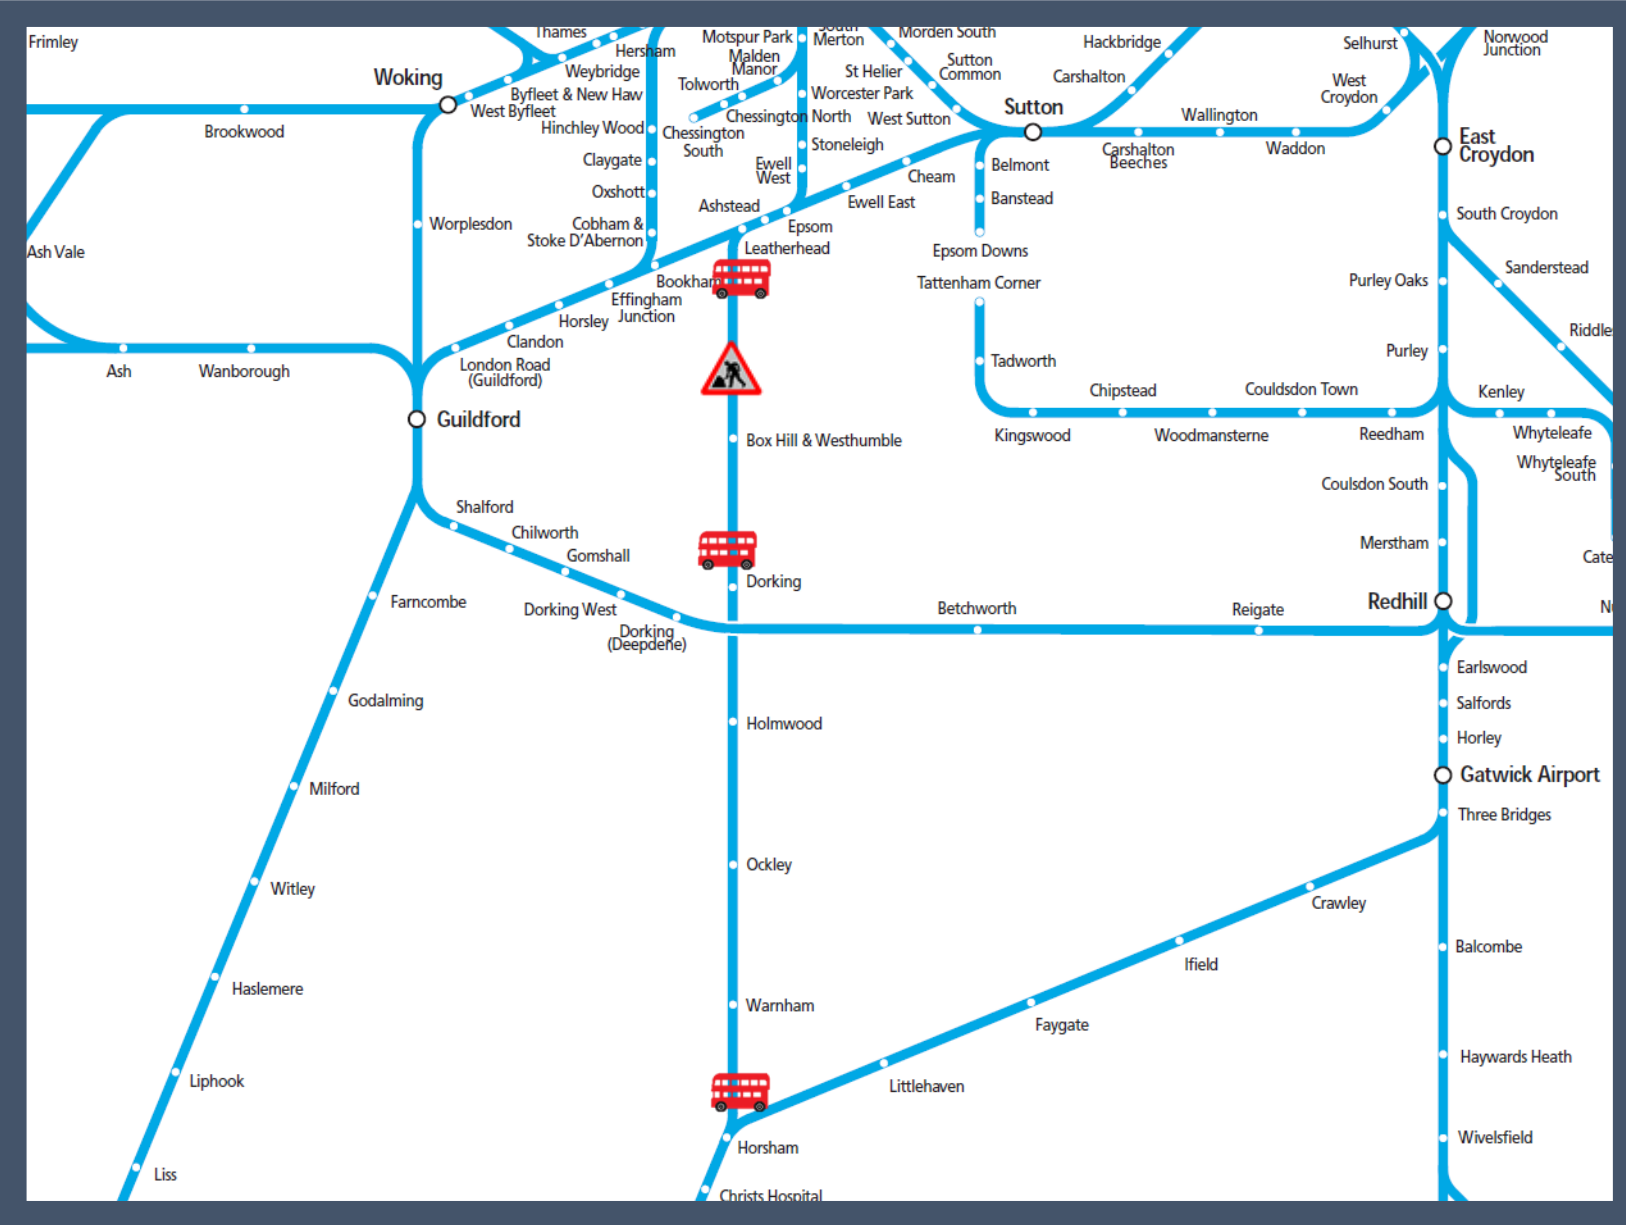 Frimley
Thames
Hersham
Woking
Weybridge
Byfleet & New Haw
West Byfleet
Brookwood
Motspur Park
South
Merton
Malden
Manor
Tolworth
Worcester Park
Chessington North
Chessington
South
Hinchley Wood
Claygate
Oxshott
Cobham &
Stoke D'Abernon
Stoneleigh
Ewell
West
Ashstead
Epsom
Leatherhead
Ewell East
Cheam
Morden South
St Helier
Sutton
Common
West Sutton
Sutton
Hackbridge
Carshalton
Carshalton
Beeches
Wallington
Waddon
West
Croydon
Selhurst
Norwood
Junction
East
Croydon
Belmont
Banstead
Epsom Downs
Tattenham Corner
Tadworth
Kingswood
Chipstead
Woodmansterne
Couldsdon Town
Reedham
South Croydon
Sanderstead
Purley Oaks
Riddle
Purley
Kenley
Whyteleafe
Whyteleafe
South
Cate
Coulsdon South
Merstham
Redhill
Ash Vale
Worplesdon
Bookham
Effingham
Junction
Horsley
Clandon
London Road
(Guildford)
Ash
Wanborough
Guildford
Box Hill & Westhumble
Shalford
Chilworth
Gomshall
Dorking West
Dorking
(Deepdene)
Dorking
Betchworth
Reigate
Farncombe
Godalming
Milford
Witley
Haslemere
Liphook
Liss
Holmwood
Ockley
Warnham
Horsham
Christs Hospital
Littlehaven
Faygate
Ifield
Crawley
Earlswood
Salfords
Horley
Gatwick Airport
Three Bridges
Balcombe
Haywards Heath
Wivelsfield